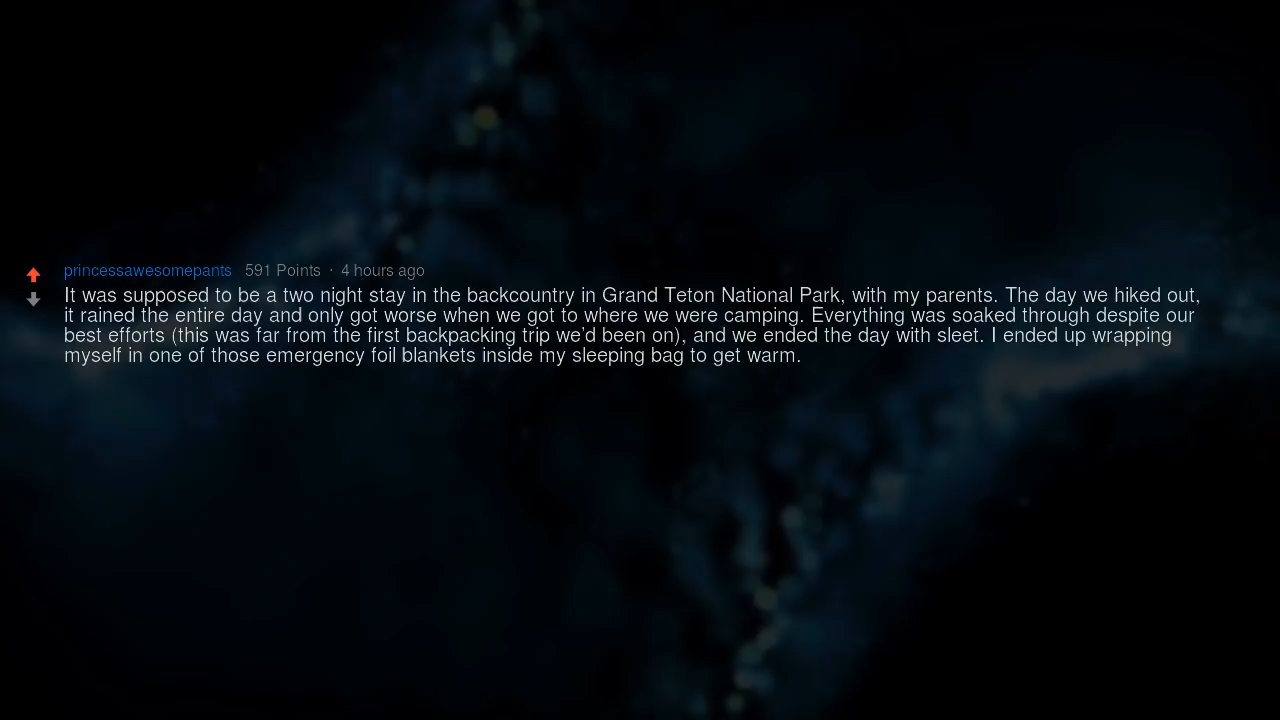 princessawesomepants 591 Points · 4 hours ago
It was supposed to be a two night stay in the backcountry in Grand Teton National Park, with my parents. The day we hiked out,
it rained the entire day and only got worse when we got to where we were camping. Everything was soaked through despite our
best efforts (this was far from the first backpacking trip we'd been on), and we ended the day with sleet. I ended up wrapping
myself in one of those emergency foil blankets inside my sleeping bag to get warm.